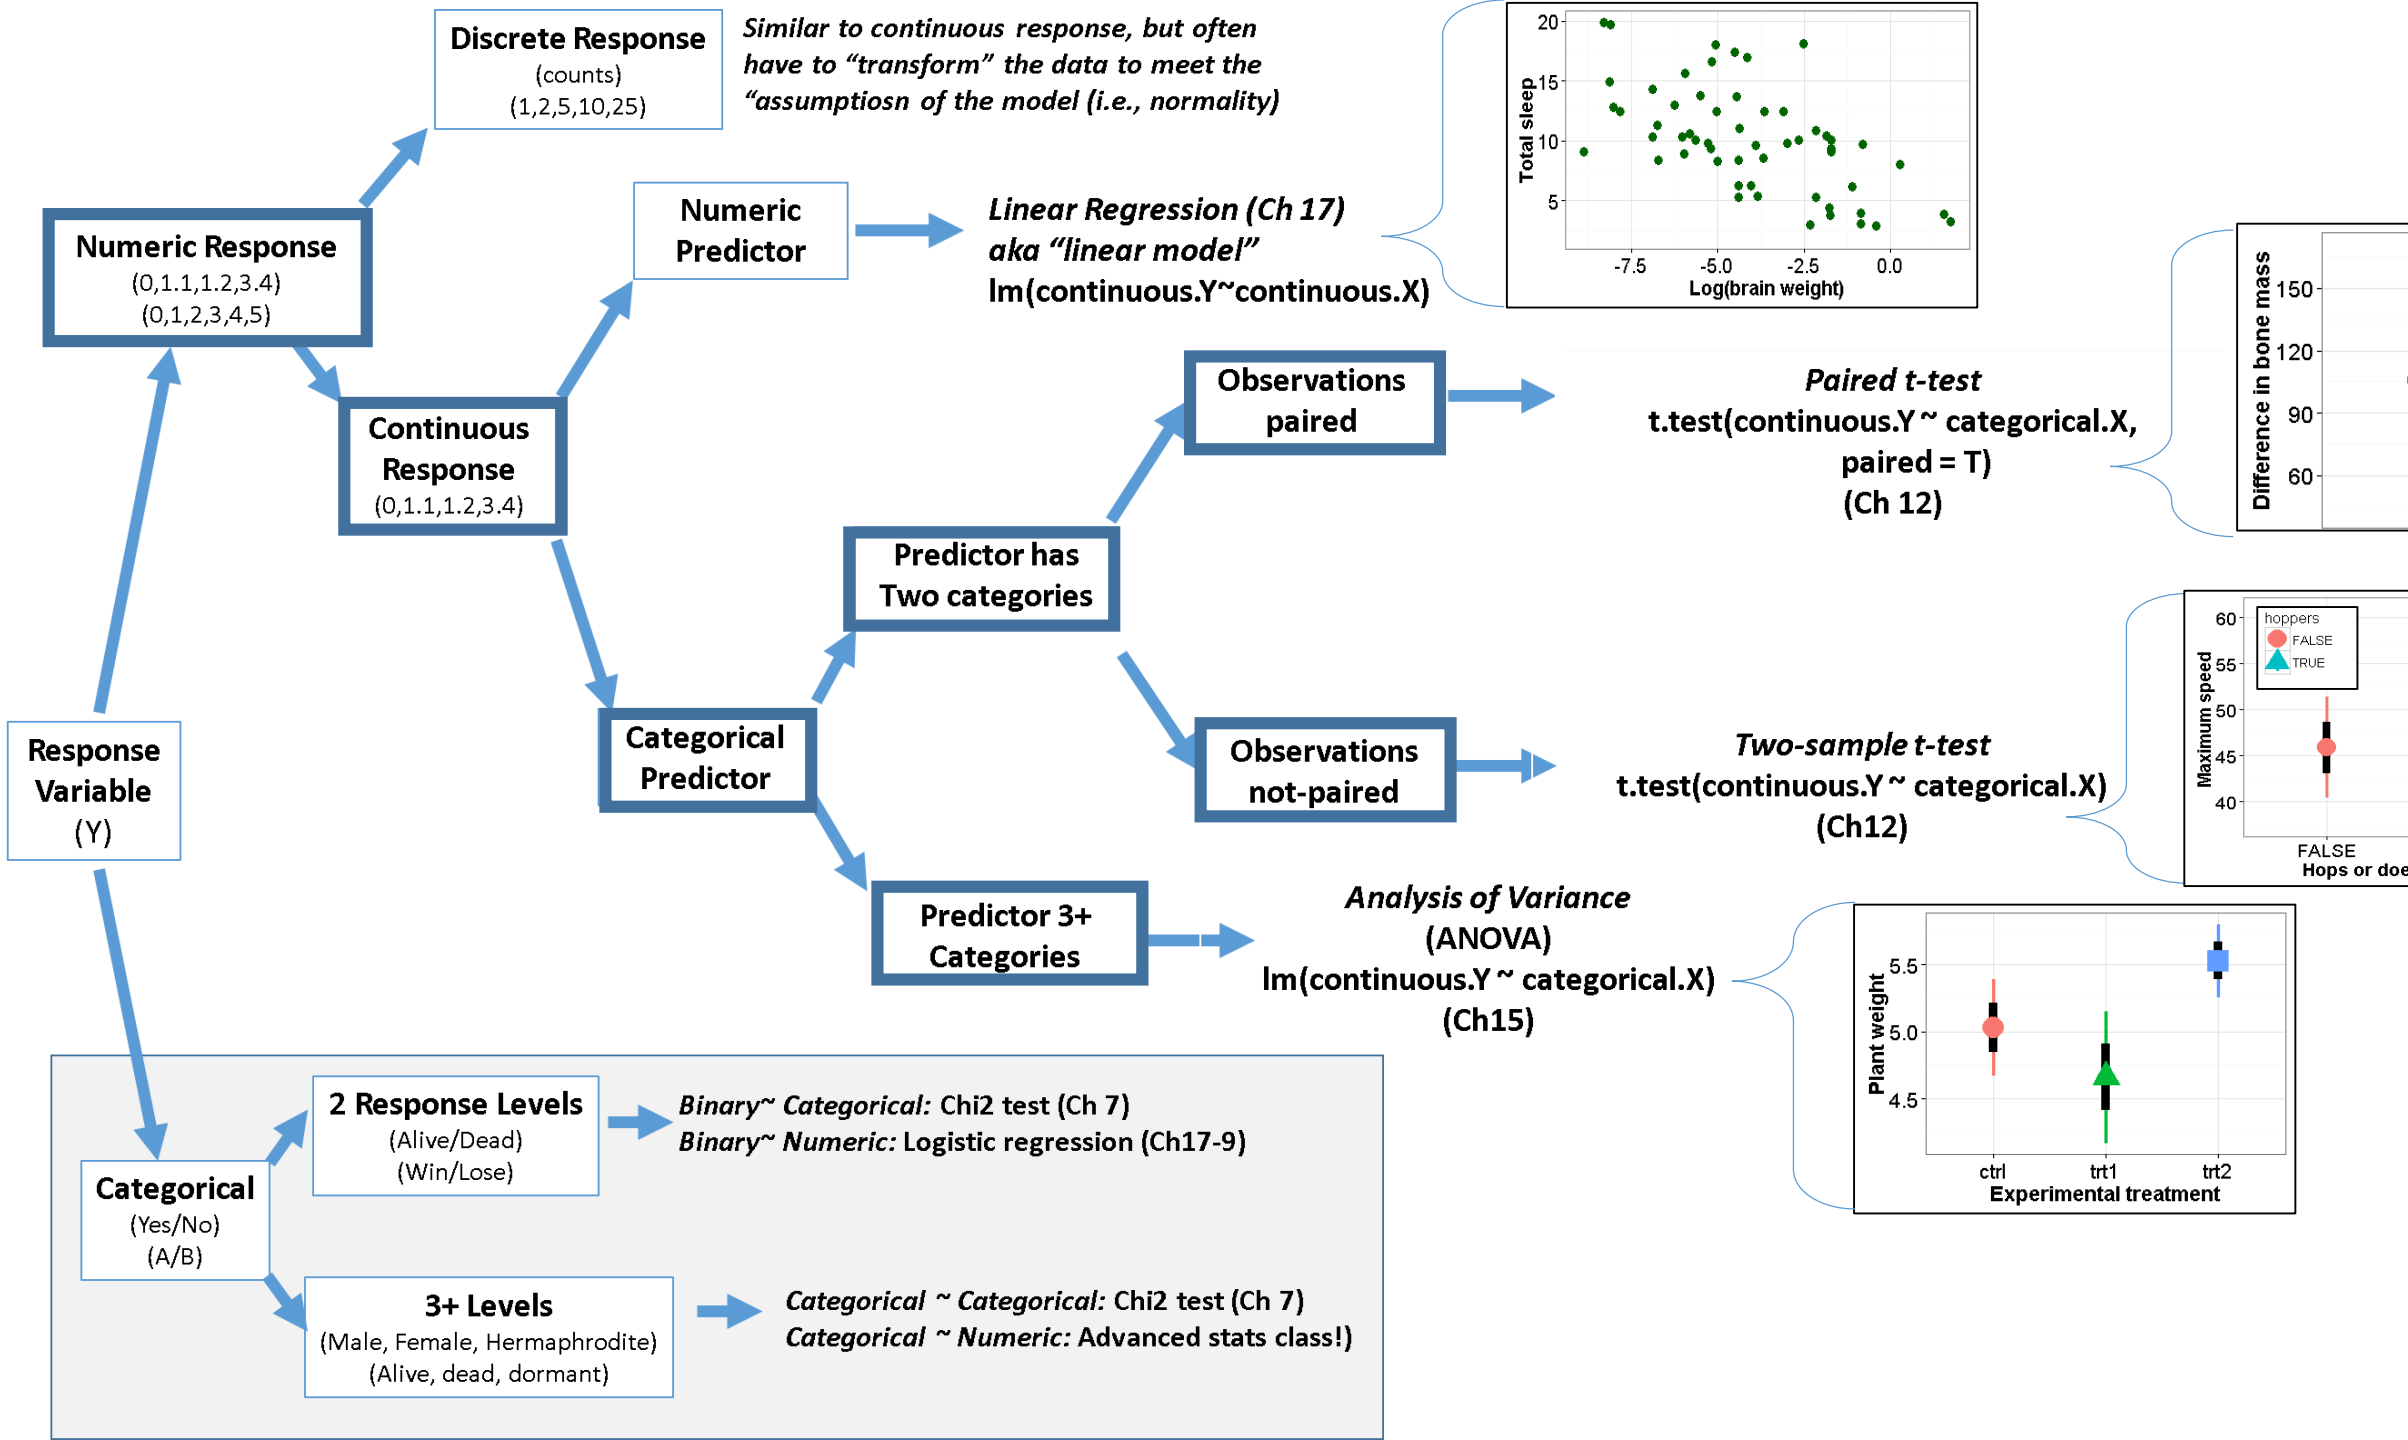 Discrete Response
(counts)
(1,2,5,10,25)
Similar to continuous response, but often
have to “transform” the data to meet the
“assumptiosn of the model (i.e., normality)
Numeric Response
(0,1.1,1.2,3.4)
(0,1,2,3,4,5)
Numeric
Predictor
Linear Regression (Ch 17)
aka “linear model”
lm(continuous.Y~continuous.X)
Total sleep
20
15
10
5
-7.5
-5.0
-2.5
0.0
Log(brain weight)
Continuous
Response
(0,1.1,1.2,3.4)
Observations
paired
Paired t-test
t.test(continuous.Y ~ categorical.X,
paired = T)
(Ch 12)
Difference in bone mass
150
120
90
60
Predictor has
Two categories
Categorical
Predictor
Observations
not-paired
Two-sample t-test
t.test(continuous.Y ~ categorical.X)
(Ch12)
Maximum speed
60
55
50
45
40
hoppers
FALSE
TRUE
FALSE
Hops or doe
Response
Variable
(Y)
Predictor 3+
Categories
Analysis of Variance
(ANOVA)
lm(continuous.Y ~ categorical.X)
(Ch15)
Plant weight
5.5
5.0
4.5
ctrl
trt1
trt2
Experimental treatment
2 Response Levels
(Alive/Dead)
(Win/Lose)
Binary~ Categorical: Chi2 test (Ch 7)
Binary~ Numeric: Logistic regression (Ch17-9)
Categorical
(Yes/No)
(A/B)
3+ Levels
(Male, Female, Hermaphrodite)
(Alive, dead, dormant)
Categorical ~ Categorical: Chi2 test (Ch 7)
Categorical ~ Numeric: Advanced stats class!)